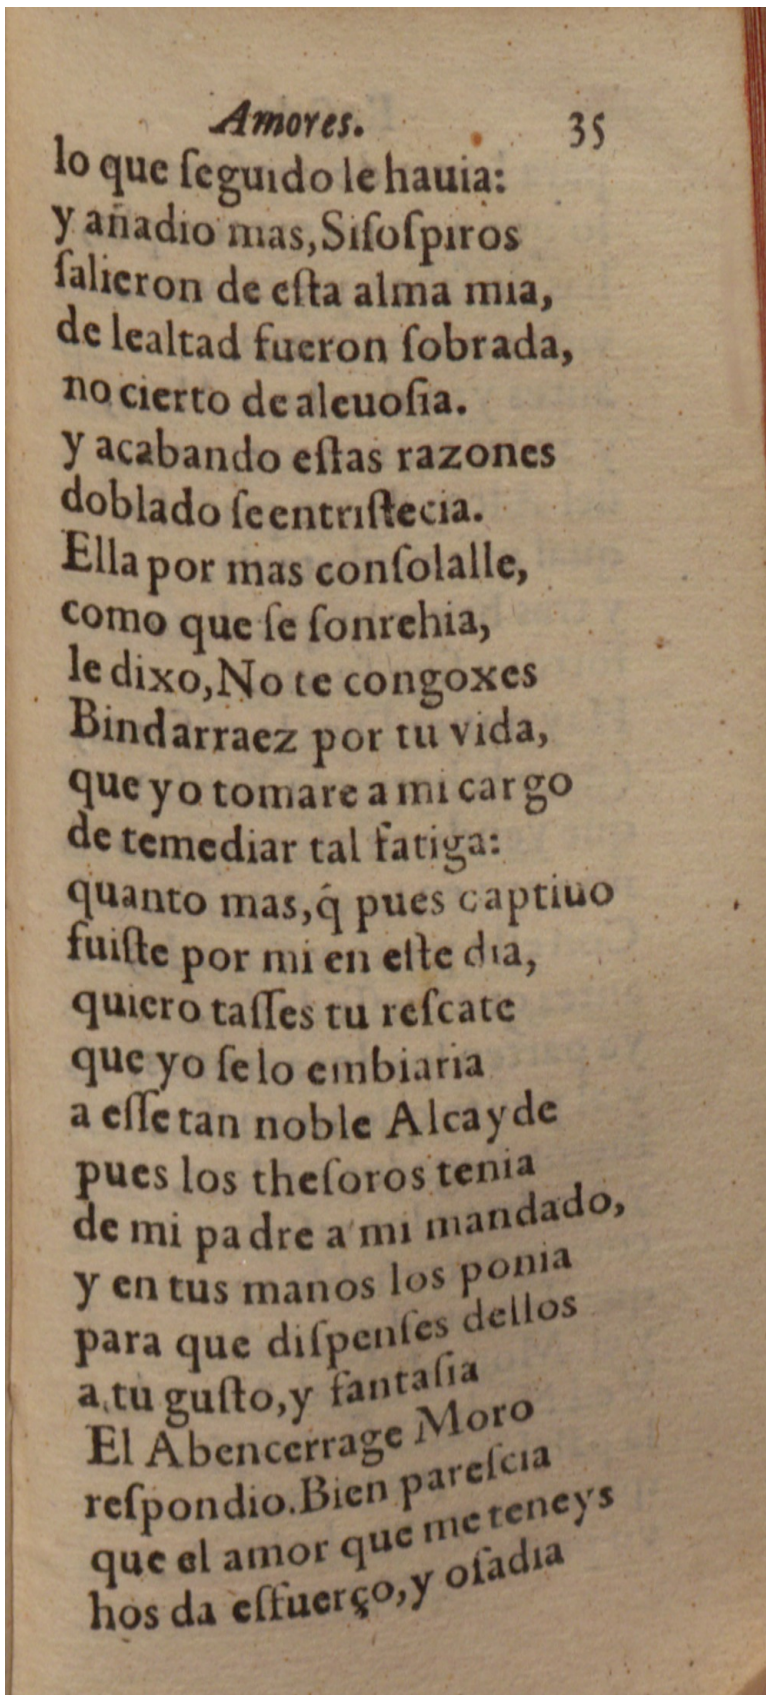 Amores. 35
lo que ſeguido le hauia:
y añadio mas, Si ſoſpiros
ſalieron de eſta alma mia,
de lealtad fueron ſobrada,
no cierto de aleuoſia.
y acabando eſtas razones
doblado ſe entriſtecia.
Ella por mas conſolalle,
como que ſe ſonrehia,
le dixo, No te congoxes
Bindarraez por tu vida,
que yo tomare a mi cargo
de temediar tal fatiga:
quanto mas, q̃ pues captiuo
fuiſte por mi en eſte dia,
quiero taſſes tu reſcate
que yo ſe lo embiaria
a eſſe tan noble Alcayde
pues los theſoros tenia
de mi padre a mi mandado,
y en tus manos los ponia
para que diſpenſes dellos
a tu guſto, y fantaſia
El Abencerrage Moro
reſpondio. Bien pareſcia
que el amor que me teneys
hos da eſfuerço, y oſadia